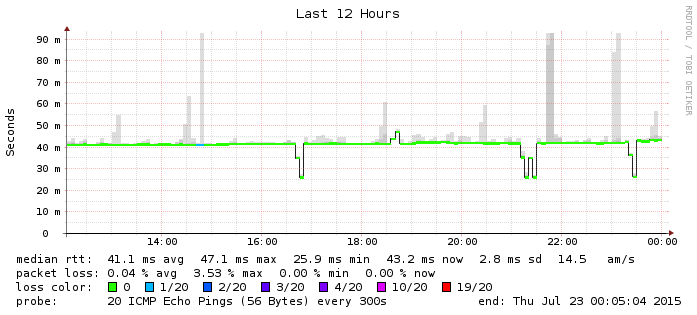 Last 12 Hours
RRDTOOL / TOBI OETIKER
Seconds
90 m
80 m
70 m
60 m
50 m
40 m
30 m
20 m
10 m
0
14:00 16:00 18:00 20:00 22:00 00:00
median rtt: 41.1 ms avg 47.1 ms max 25.9 ms min 43.2 ms now 2.8 ms sd 14.5 am/s
packet loss: 0.04 % avg 3.53 % max 0.00 % min 0.00 % now
loss color: 0 1/20 2/20 3/20 4/20 10/20 19/20
probe: 20 ICMP Echo Pings (56 Bytes) every 300s end: Thu Jul 23 00:05:04 2015